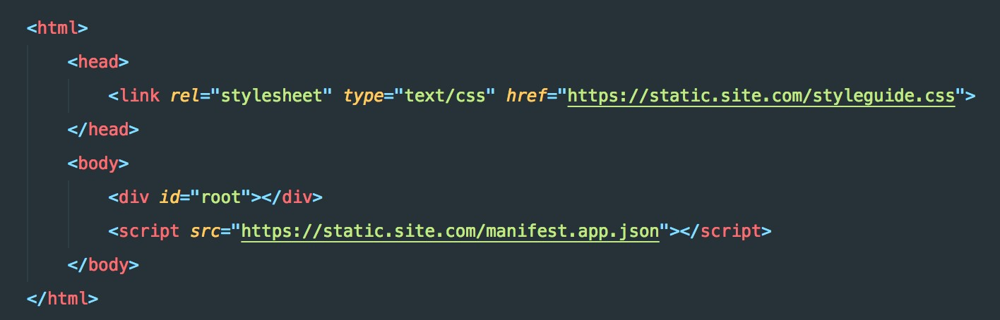 <html>
<head>
<link rel="stylesheet" type="text/css" href="https://static.site.com/styleguide.css">
</head>
<body>
<div id="root"></div>
<script src="https://static.site.com/manifest.app.json"></script>
</body>
</html>